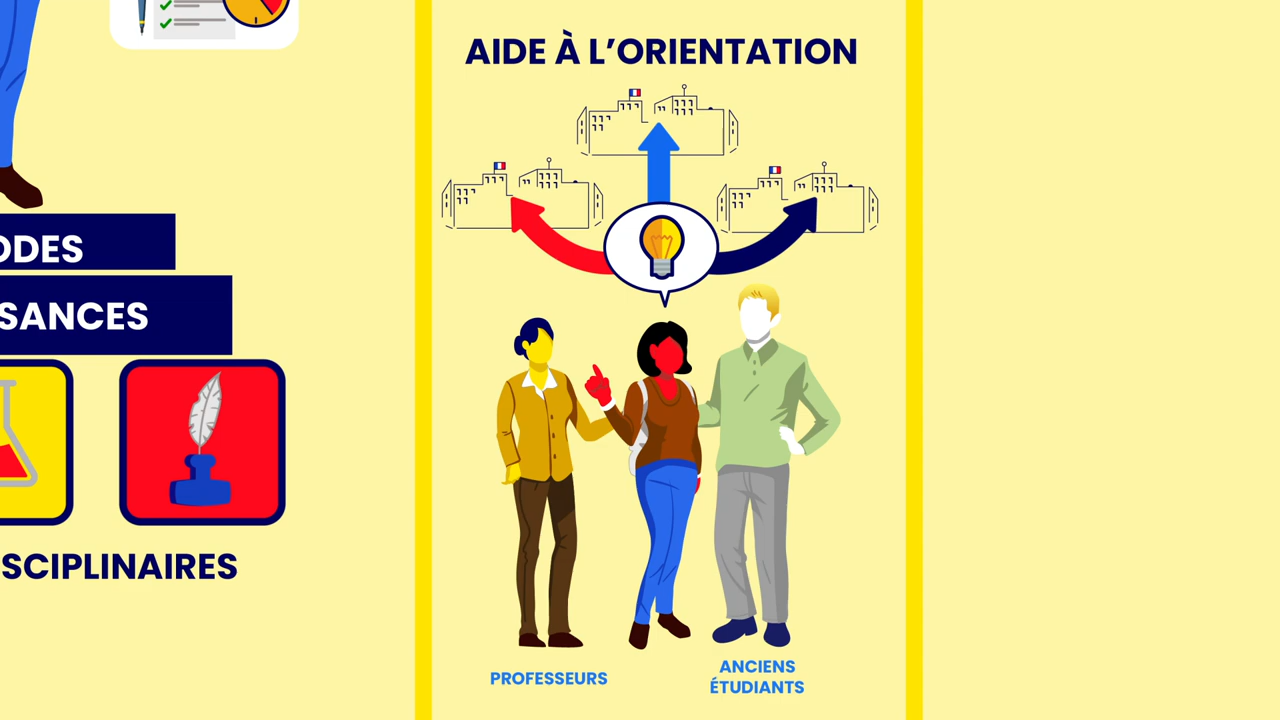 ODES
SANCES
SCIPLINAIRES
AIDE À L’ORIENTATION
PROFESSEURS
ANCIENS
ÉTUDIANTS